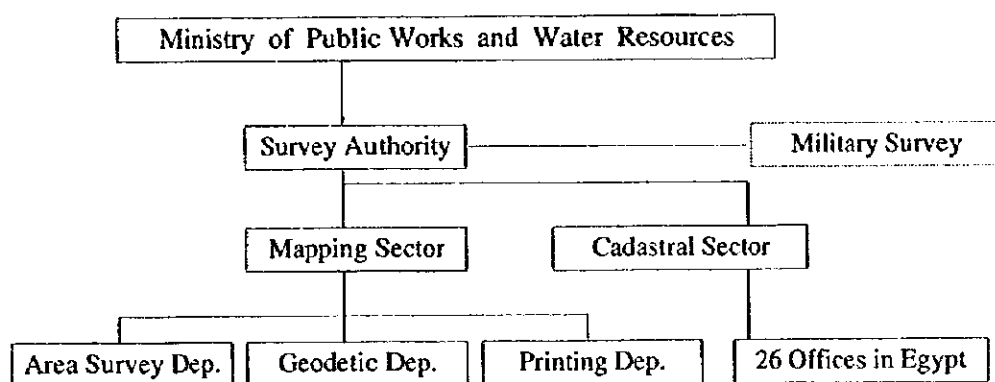 Ministry of Public Works and Water Resources
Survey Authority
Military Survey
Mapping Sector
Cadastral Sector
Area Survey Dep.
Geodetic Dep.
Printing Dep.
26 Offices in Egypt